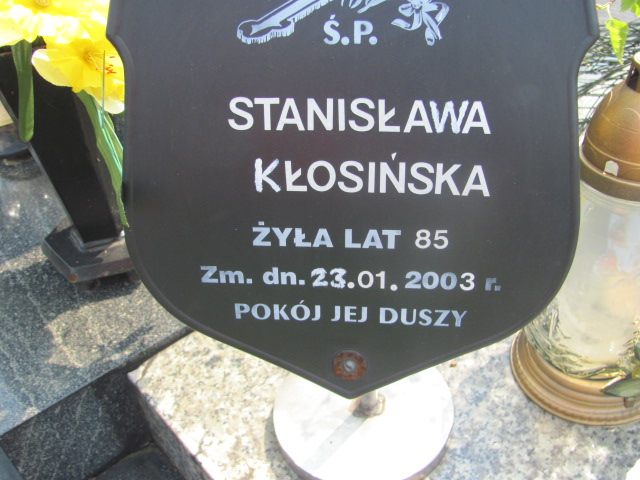 Ś.P.
STANISŁAWA
KŁOSIŃSKA
ŻYŁA LAT 85
Zm. dn. 23.01. 2003 r.
POKÓJ JEJ DUSZY